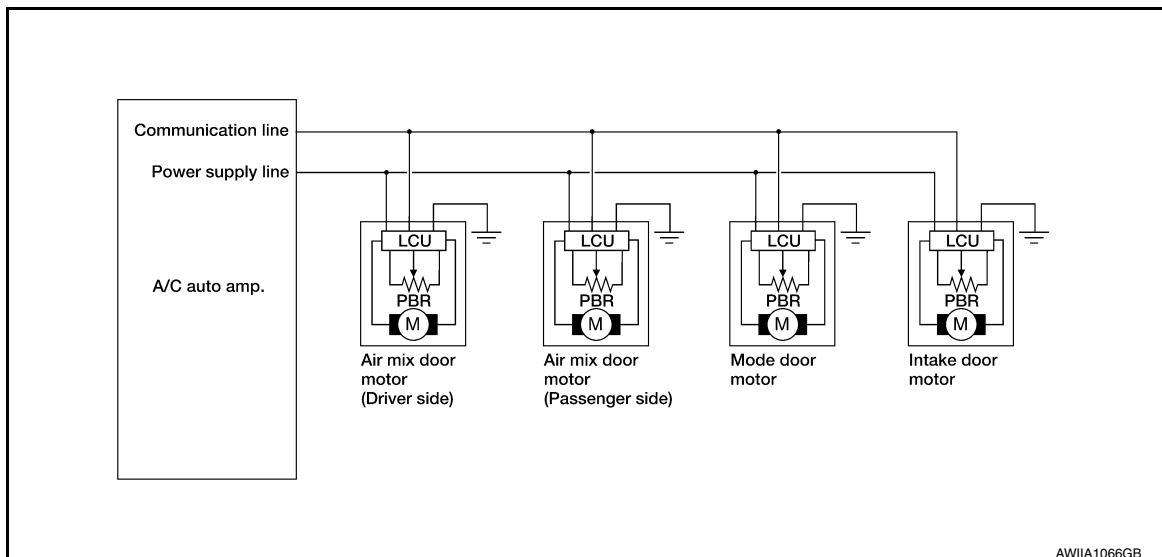 Communication line
Power supply line
A/C auto amp.
LCU
PBR
M
Air mix door
motor
(Driver side)
LCU
PBR
M
Air mix door
motor
(Passenger side)
LCU
PBR
M
Mode door
motor
LCU
PBR
M
Intake door
motor
AWIIA1066GB